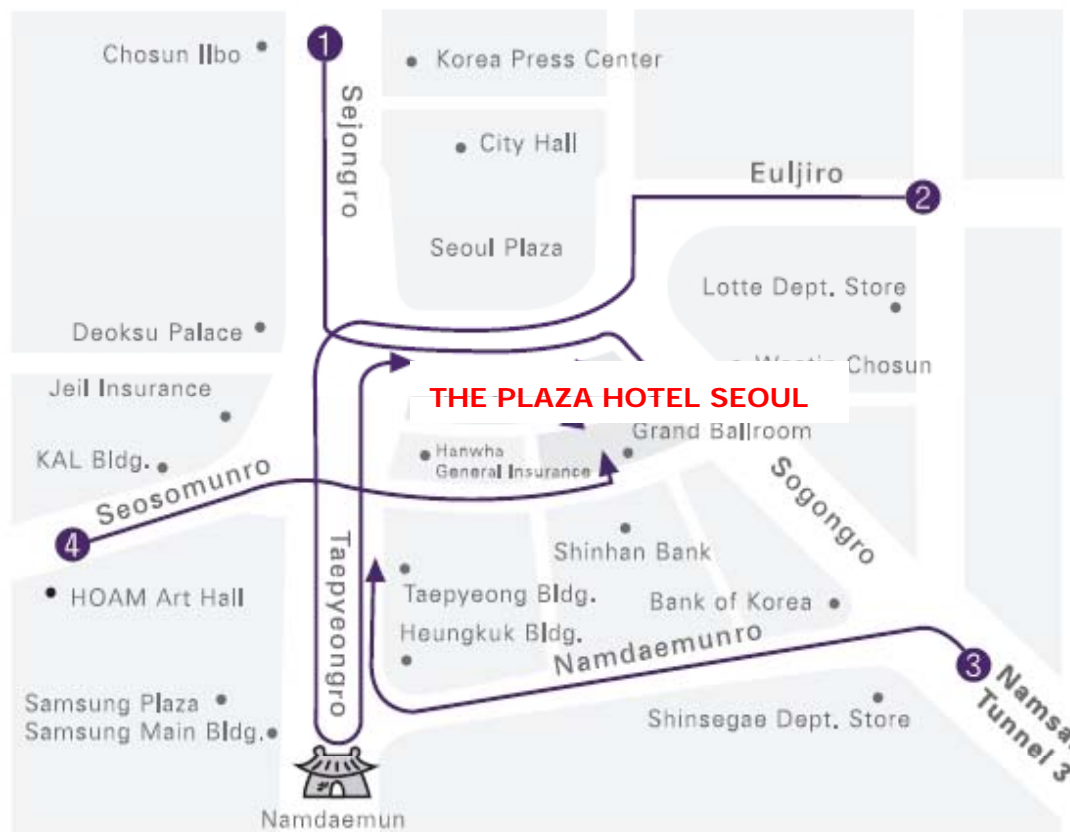 Chosun Ilbo
1
Korea Press Center
Sejongro
City Hall
Euljiro
2
Seoul Plaza
Lotte Dept. Store
Deoksu Palace
Westin Chosun
Jeil Insurance
THE PLAZA HOTEL SEOUL
Grand Ballroom
KAL Bldg.
Hanwha
General Insurance
Seosomunro
Sogongro
4
Taepyeongro
Shinhan Bank
HOAM Art Hall
Taepyeong Bldg.
Bank of Korea
Heungkuk Bldg.
Namdaemunro
3
Samsung Plaza
Shinsegae Dept. Store
Samsung Main Bldg.
Tunnel 3
Namdaemun